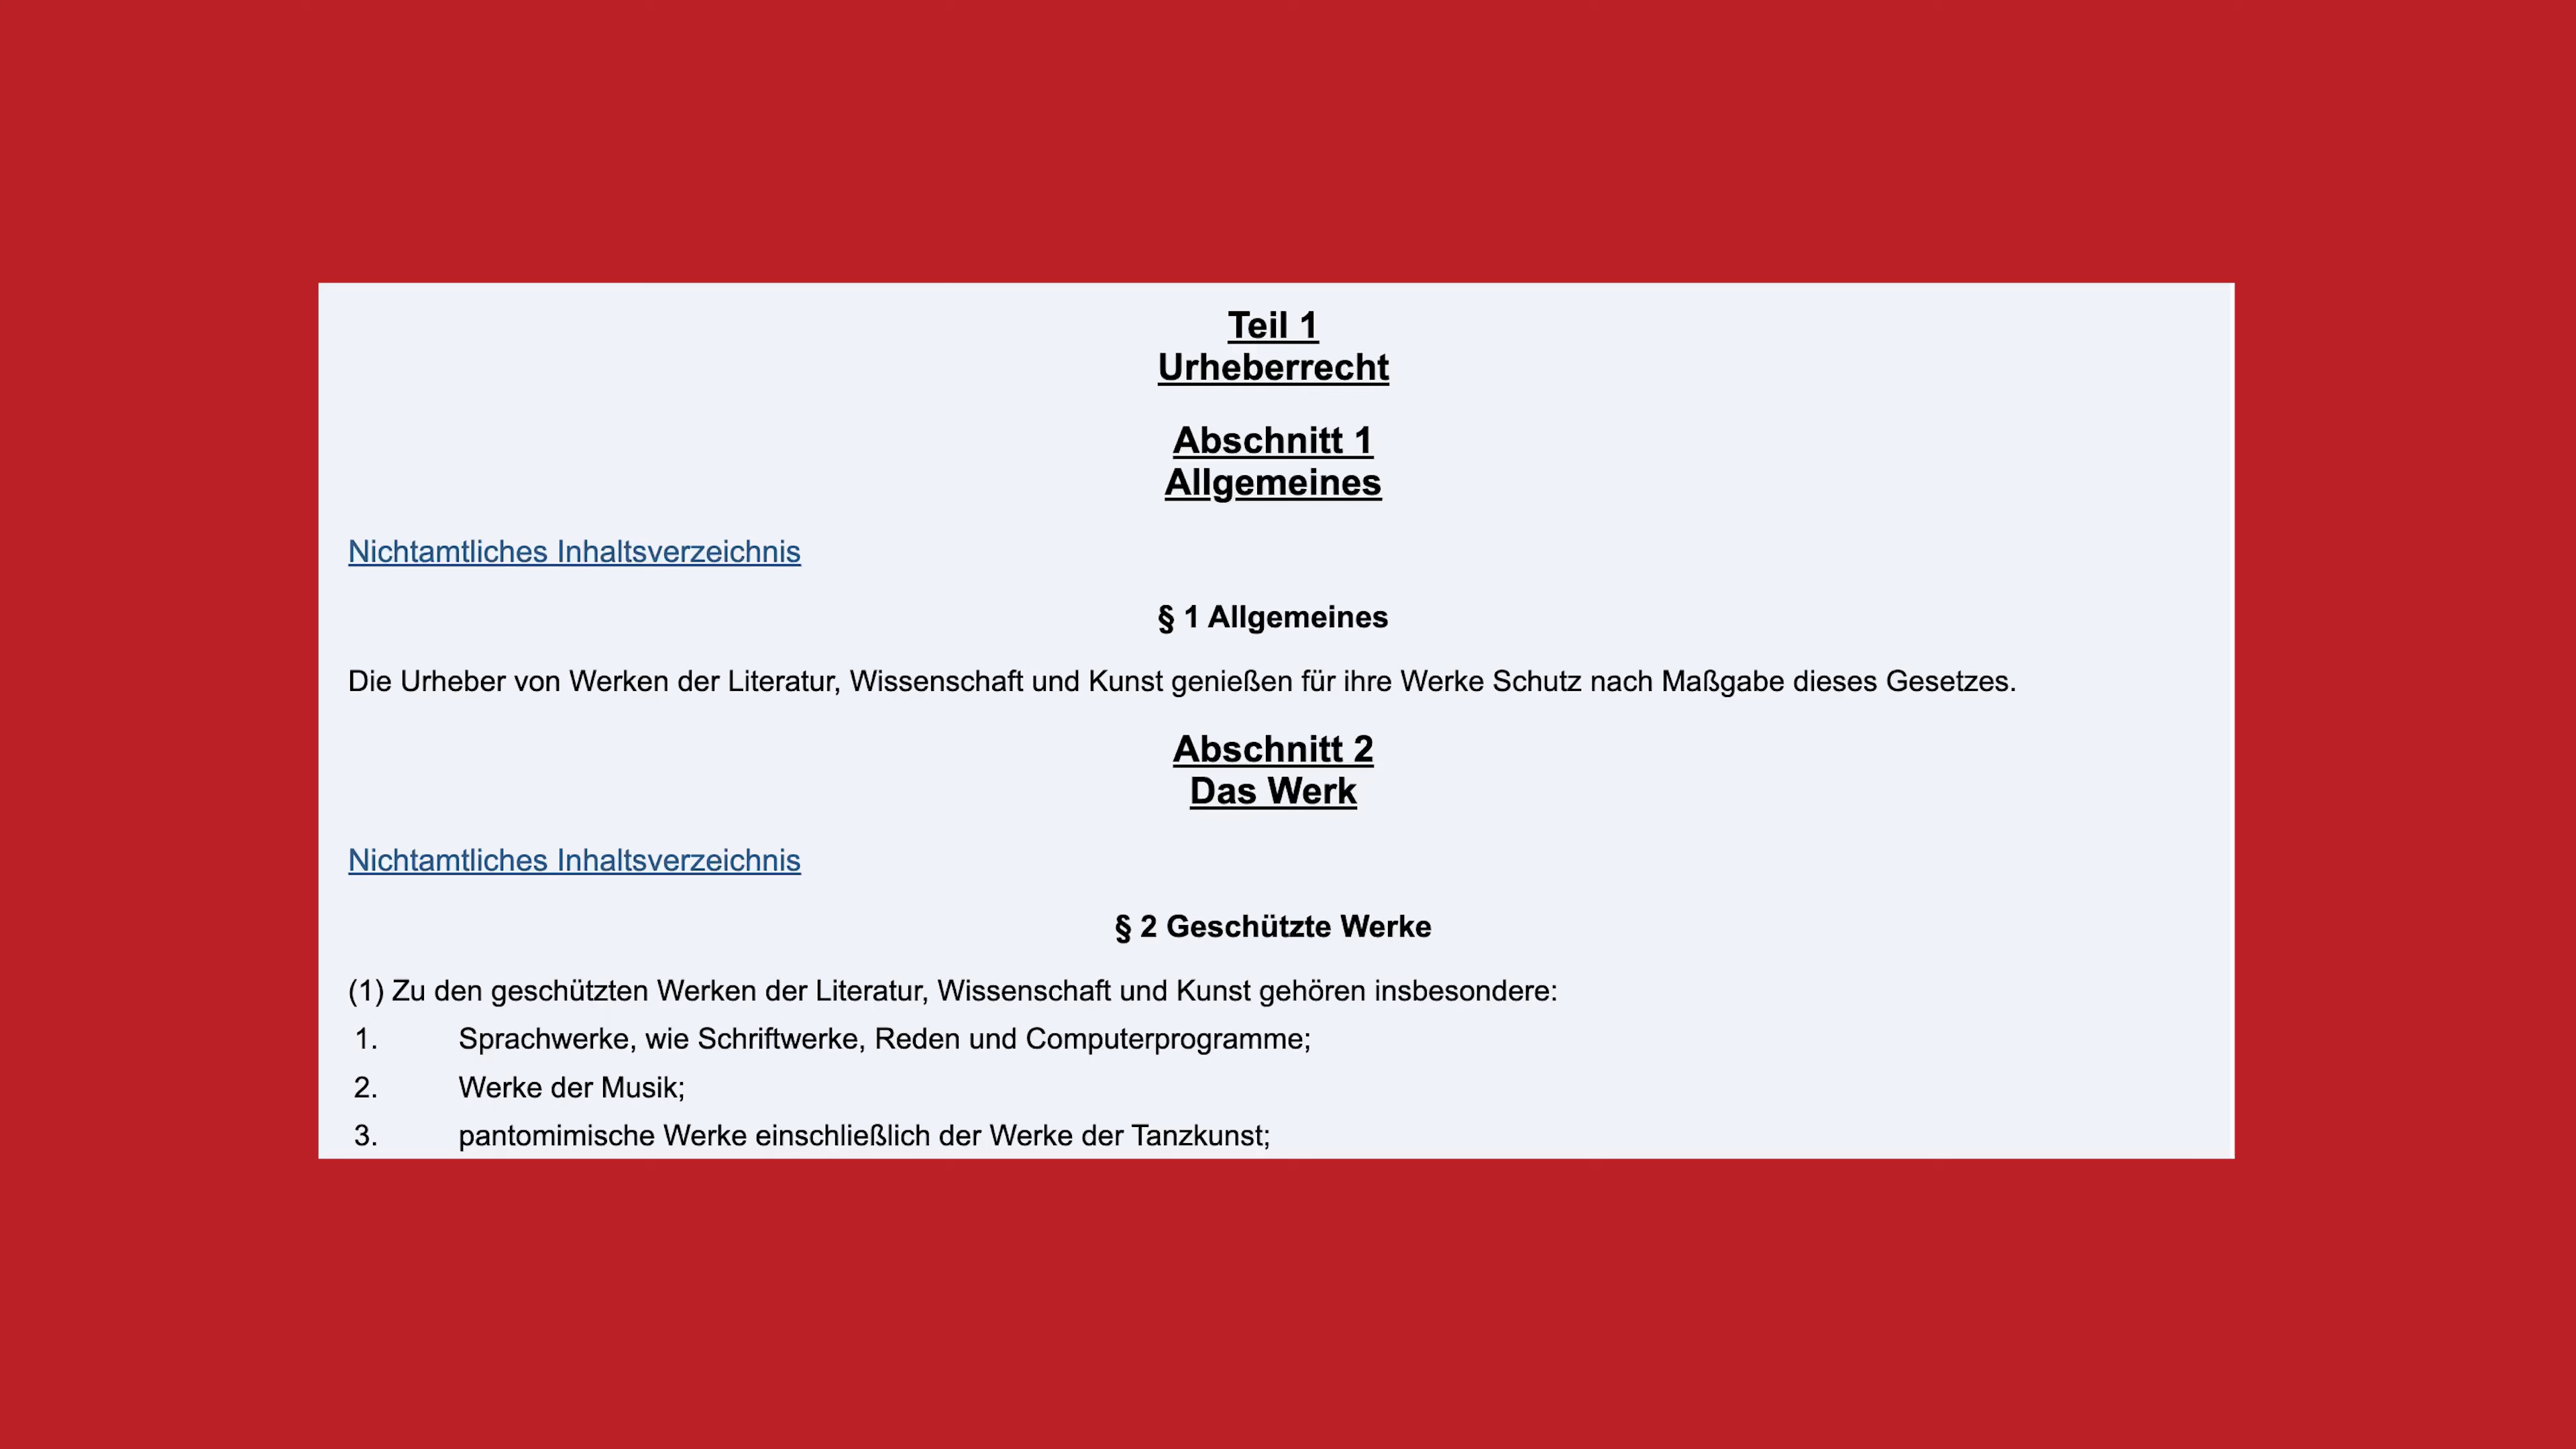 Teil 1
Urheberrecht
Abschnitt 1
Allgemeines
Nichtamtliches Inhaltsverzeichnis
§ 1 Allgemeines
Die Urheber von Werken der Literatur, Wissenschaft und Kunst genießen für ihre Werke Schutz nach Maßgabe dieses Gesetzes.
Abschnitt 2
Das Werk
Nichtamtliches Inhaltsverzeichnis
§ 2 Geschützte Werke
(1) Zu den geschützten Werken der Literatur, Wissenschaft und Kunst gehören insbesondere:
1. Sprachwerke, wie Schriftwerke, Reden und Computerprogramme;
2. Werke der Musik;
3. pantomimische Werke einschließlich der Werke der Tanzkunst;